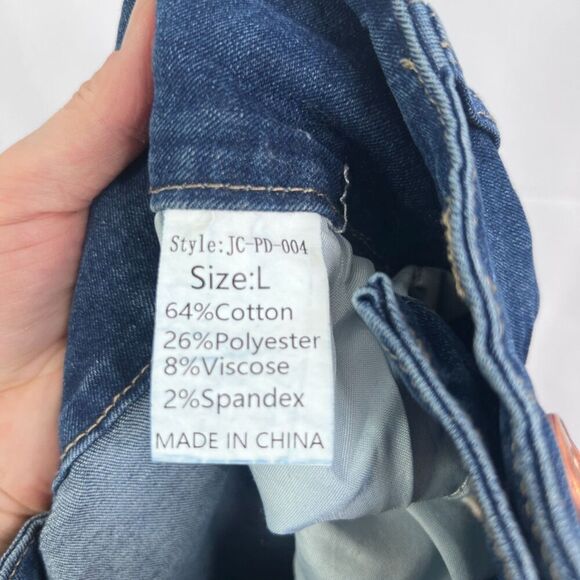 Style:JC-PD-004
Size:L
64%Cotton
26%Polyester
8%Viscose
2%Spandex
MADE IN CHINA